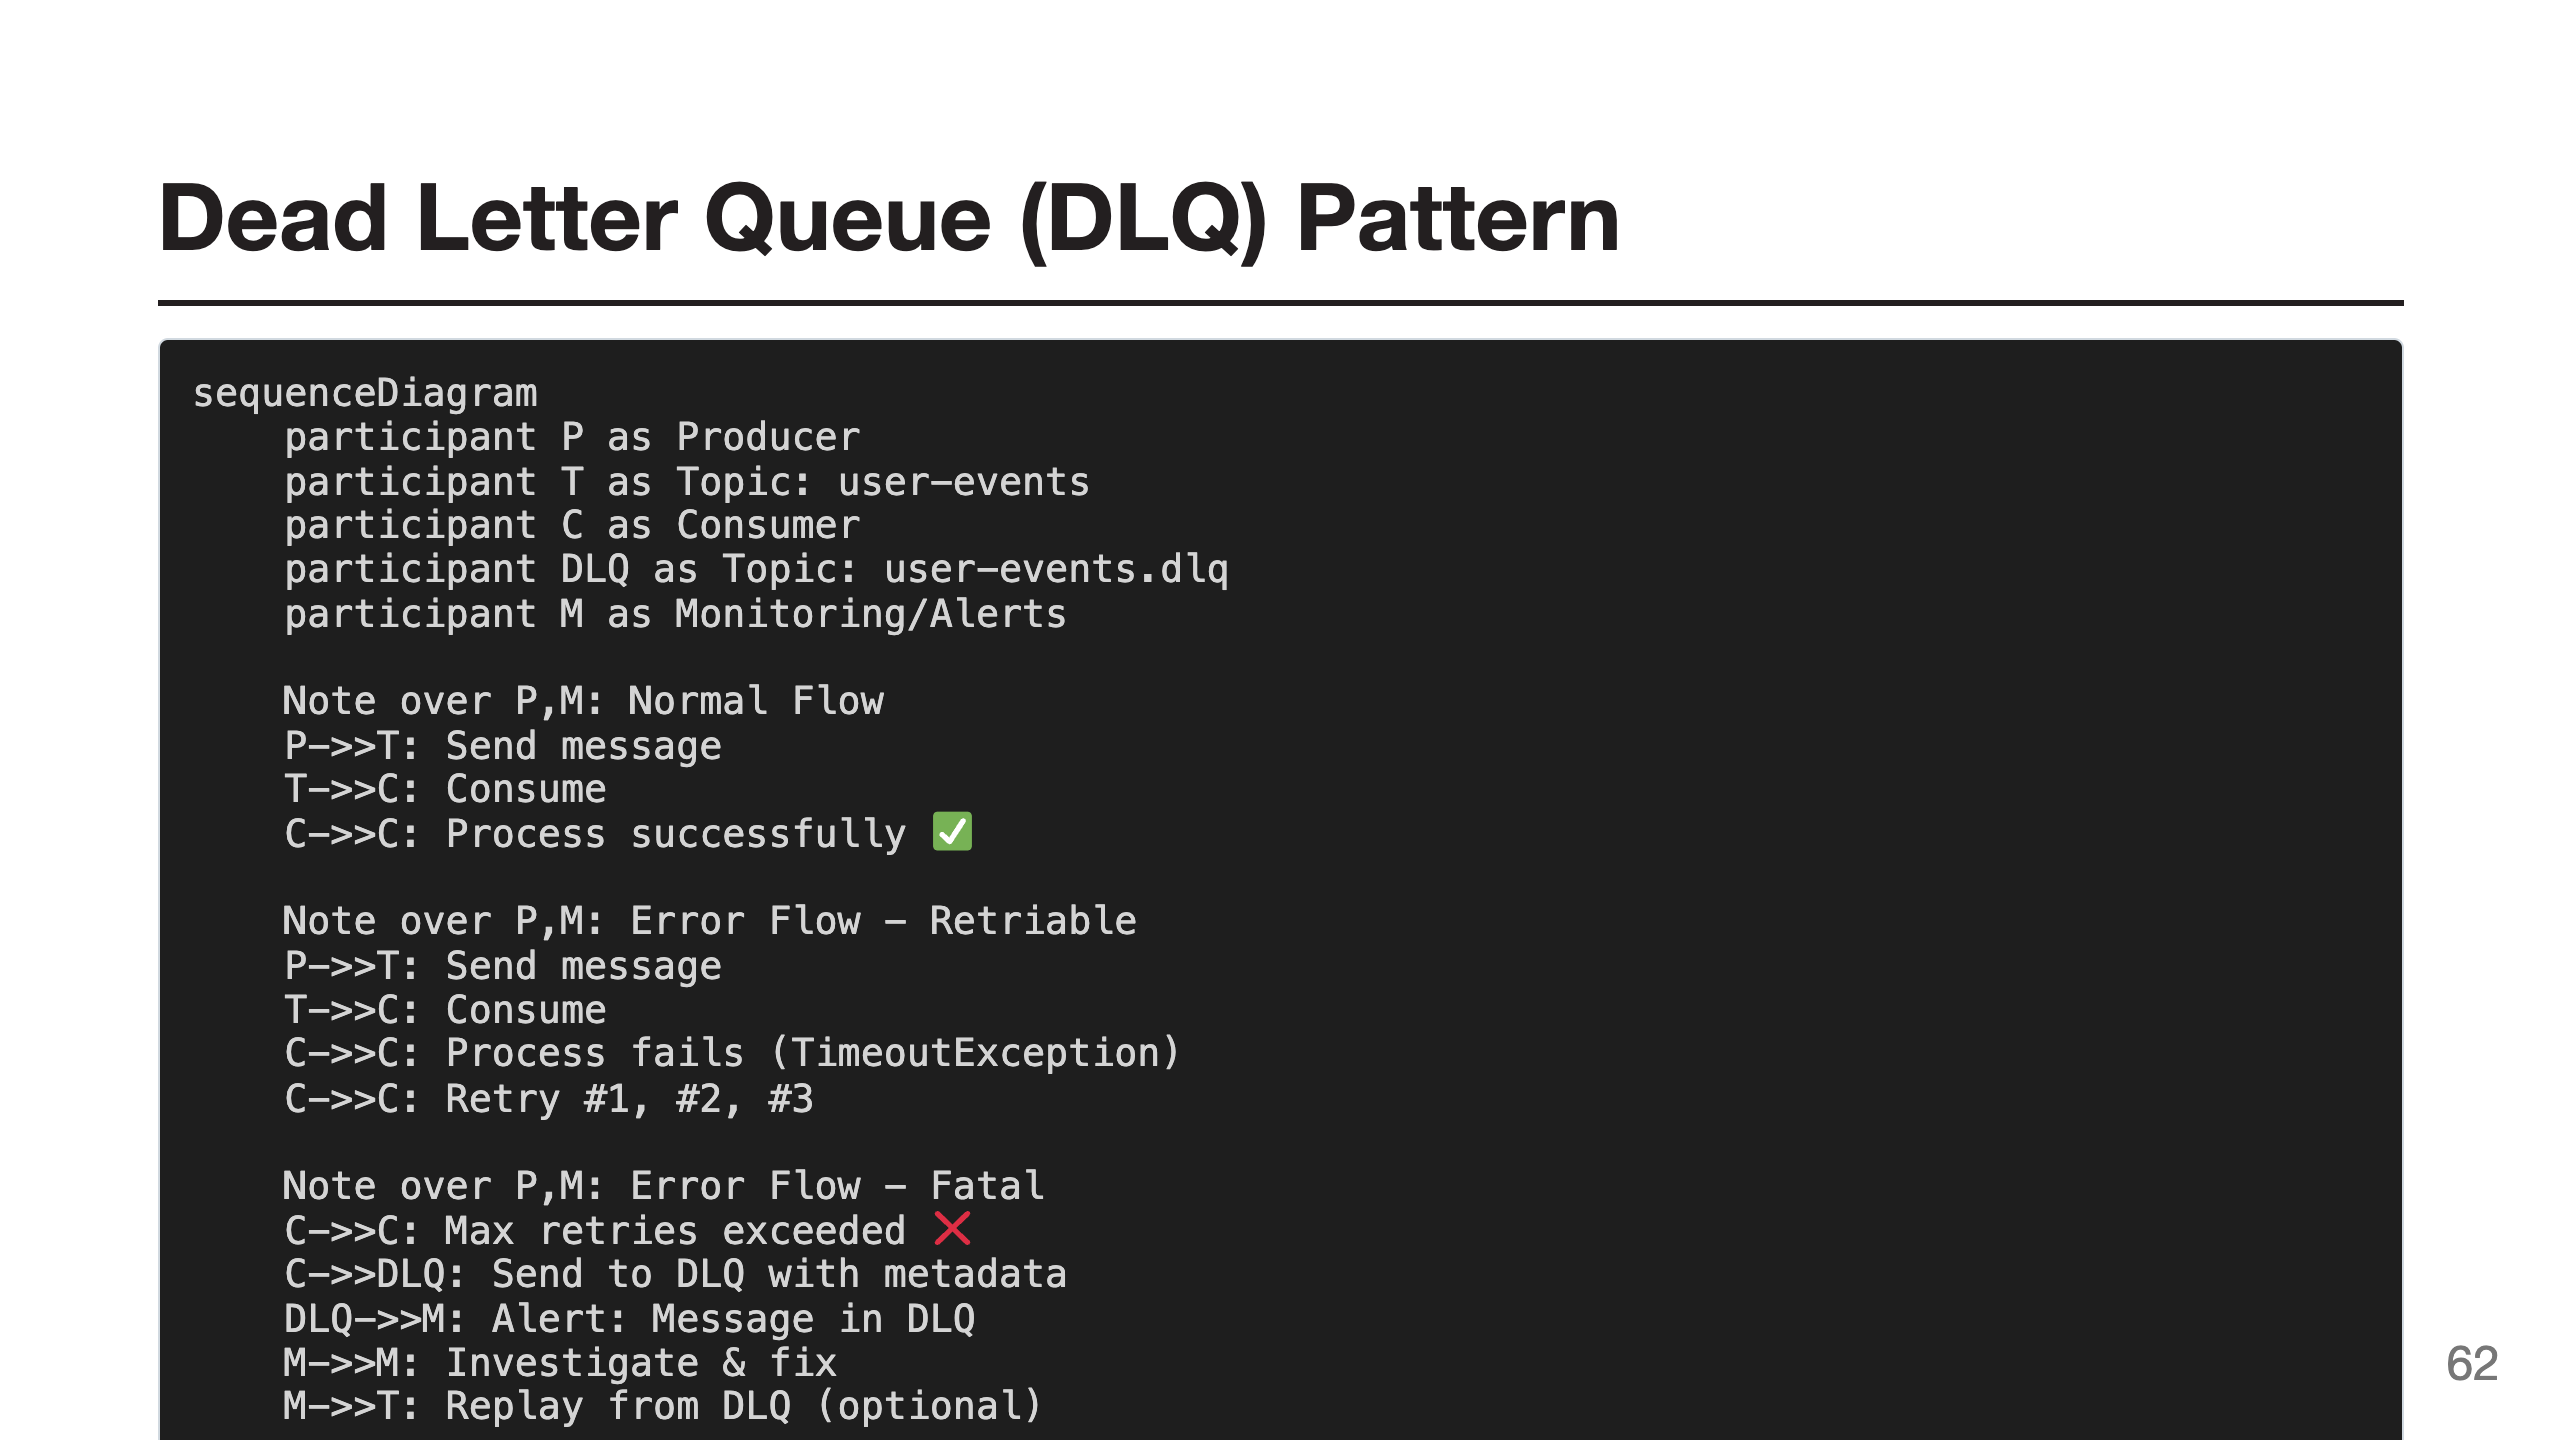 Dead Letter Queue (DLQ) Pattern
sequenceDiagram
    participant P as Producer
    participant T as Topic: user-events
    participant C as Consumer
    participant DLQ as Topic: user-events.dlq
    participant M as Monitoring/Alerts

    Note over P,M: Normal Flow
    P->>T: Send message
    T->>C: Consume
    C->>C: Process successfully ✅

    Note over P,M: Error Flow - Retriable
    P->>T: Send message
    T->>C: Consume
    C->>C: Process fails (TimeoutException)
    C->>C: Retry #1, #2, #3

    Note over P,M: Error Flow - Fatal
    C->>C: Max retries exceeded ❌
    C->>DLQ: Send to DLQ with metadata
    DLQ->>M: Alert: Message in DLQ
    M->>M: Investigate & fix
    M->>T: Replay from DLQ (optional)
62